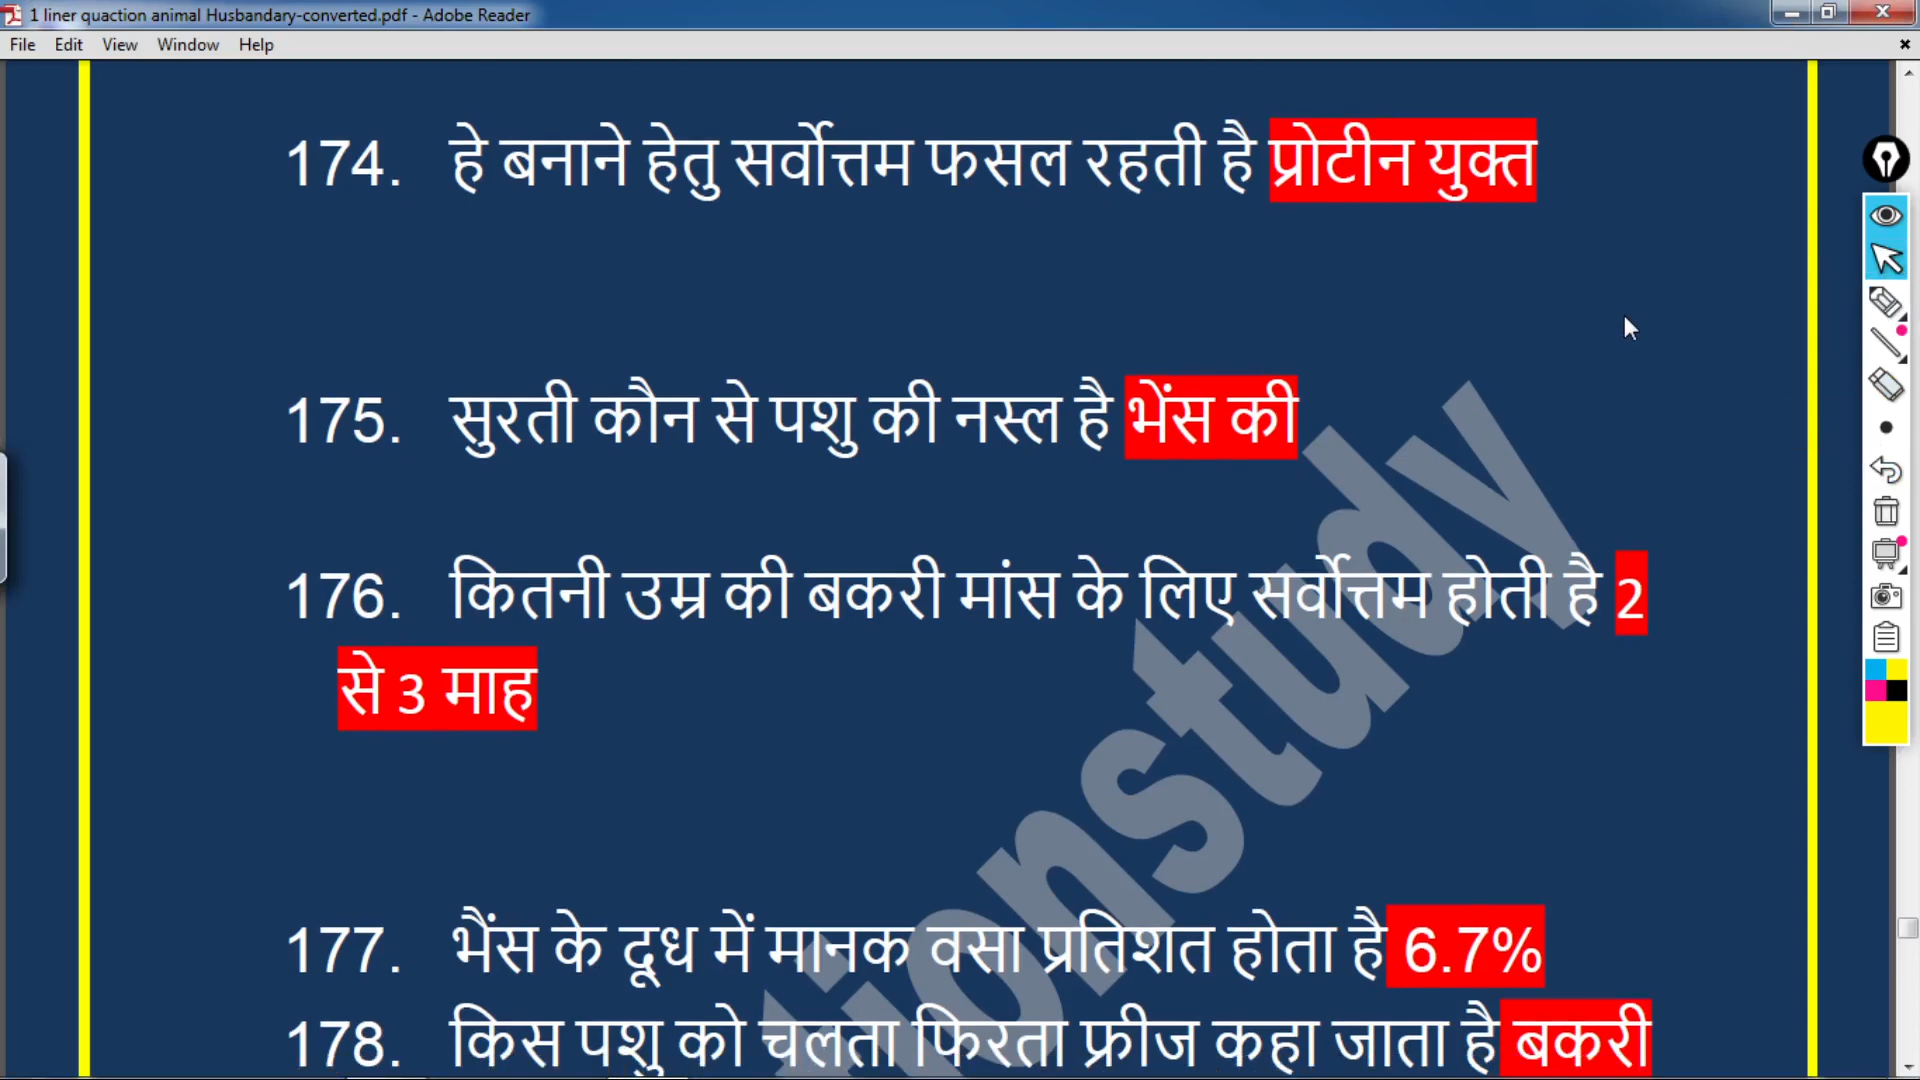 1 liner quaction animal Husbandary-converted.pdf - Adobe Reader
File Edit View Window Help
174. हे बनाने हेतु सर्वोत्तम फसल रहती है प्रोटीन युक्त
175. सुरती कौन से पशु की नस्ल है भेंस की
176. कितनी उम्र की बकरी मांस के लिए सर्वोत्तम होती है 2
से 3 माह
177. भैंस के दूध में मानक वसा प्रतिशत होता है 6.7%
178. किस पशु को चलता फिरता फ्रीज कहा जाता है बकरी
tionstudy